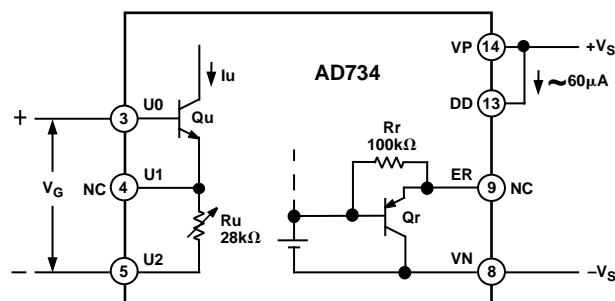 VP 14 +VS
AD734
≈60µA
Iu
DD 13
+ 3 U0
Qu
Rr
100kΩ
VG
NC 4 U1
ER 9 NC
Qr
Ru
28kΩ
– 5 U2
VN 8 –VS